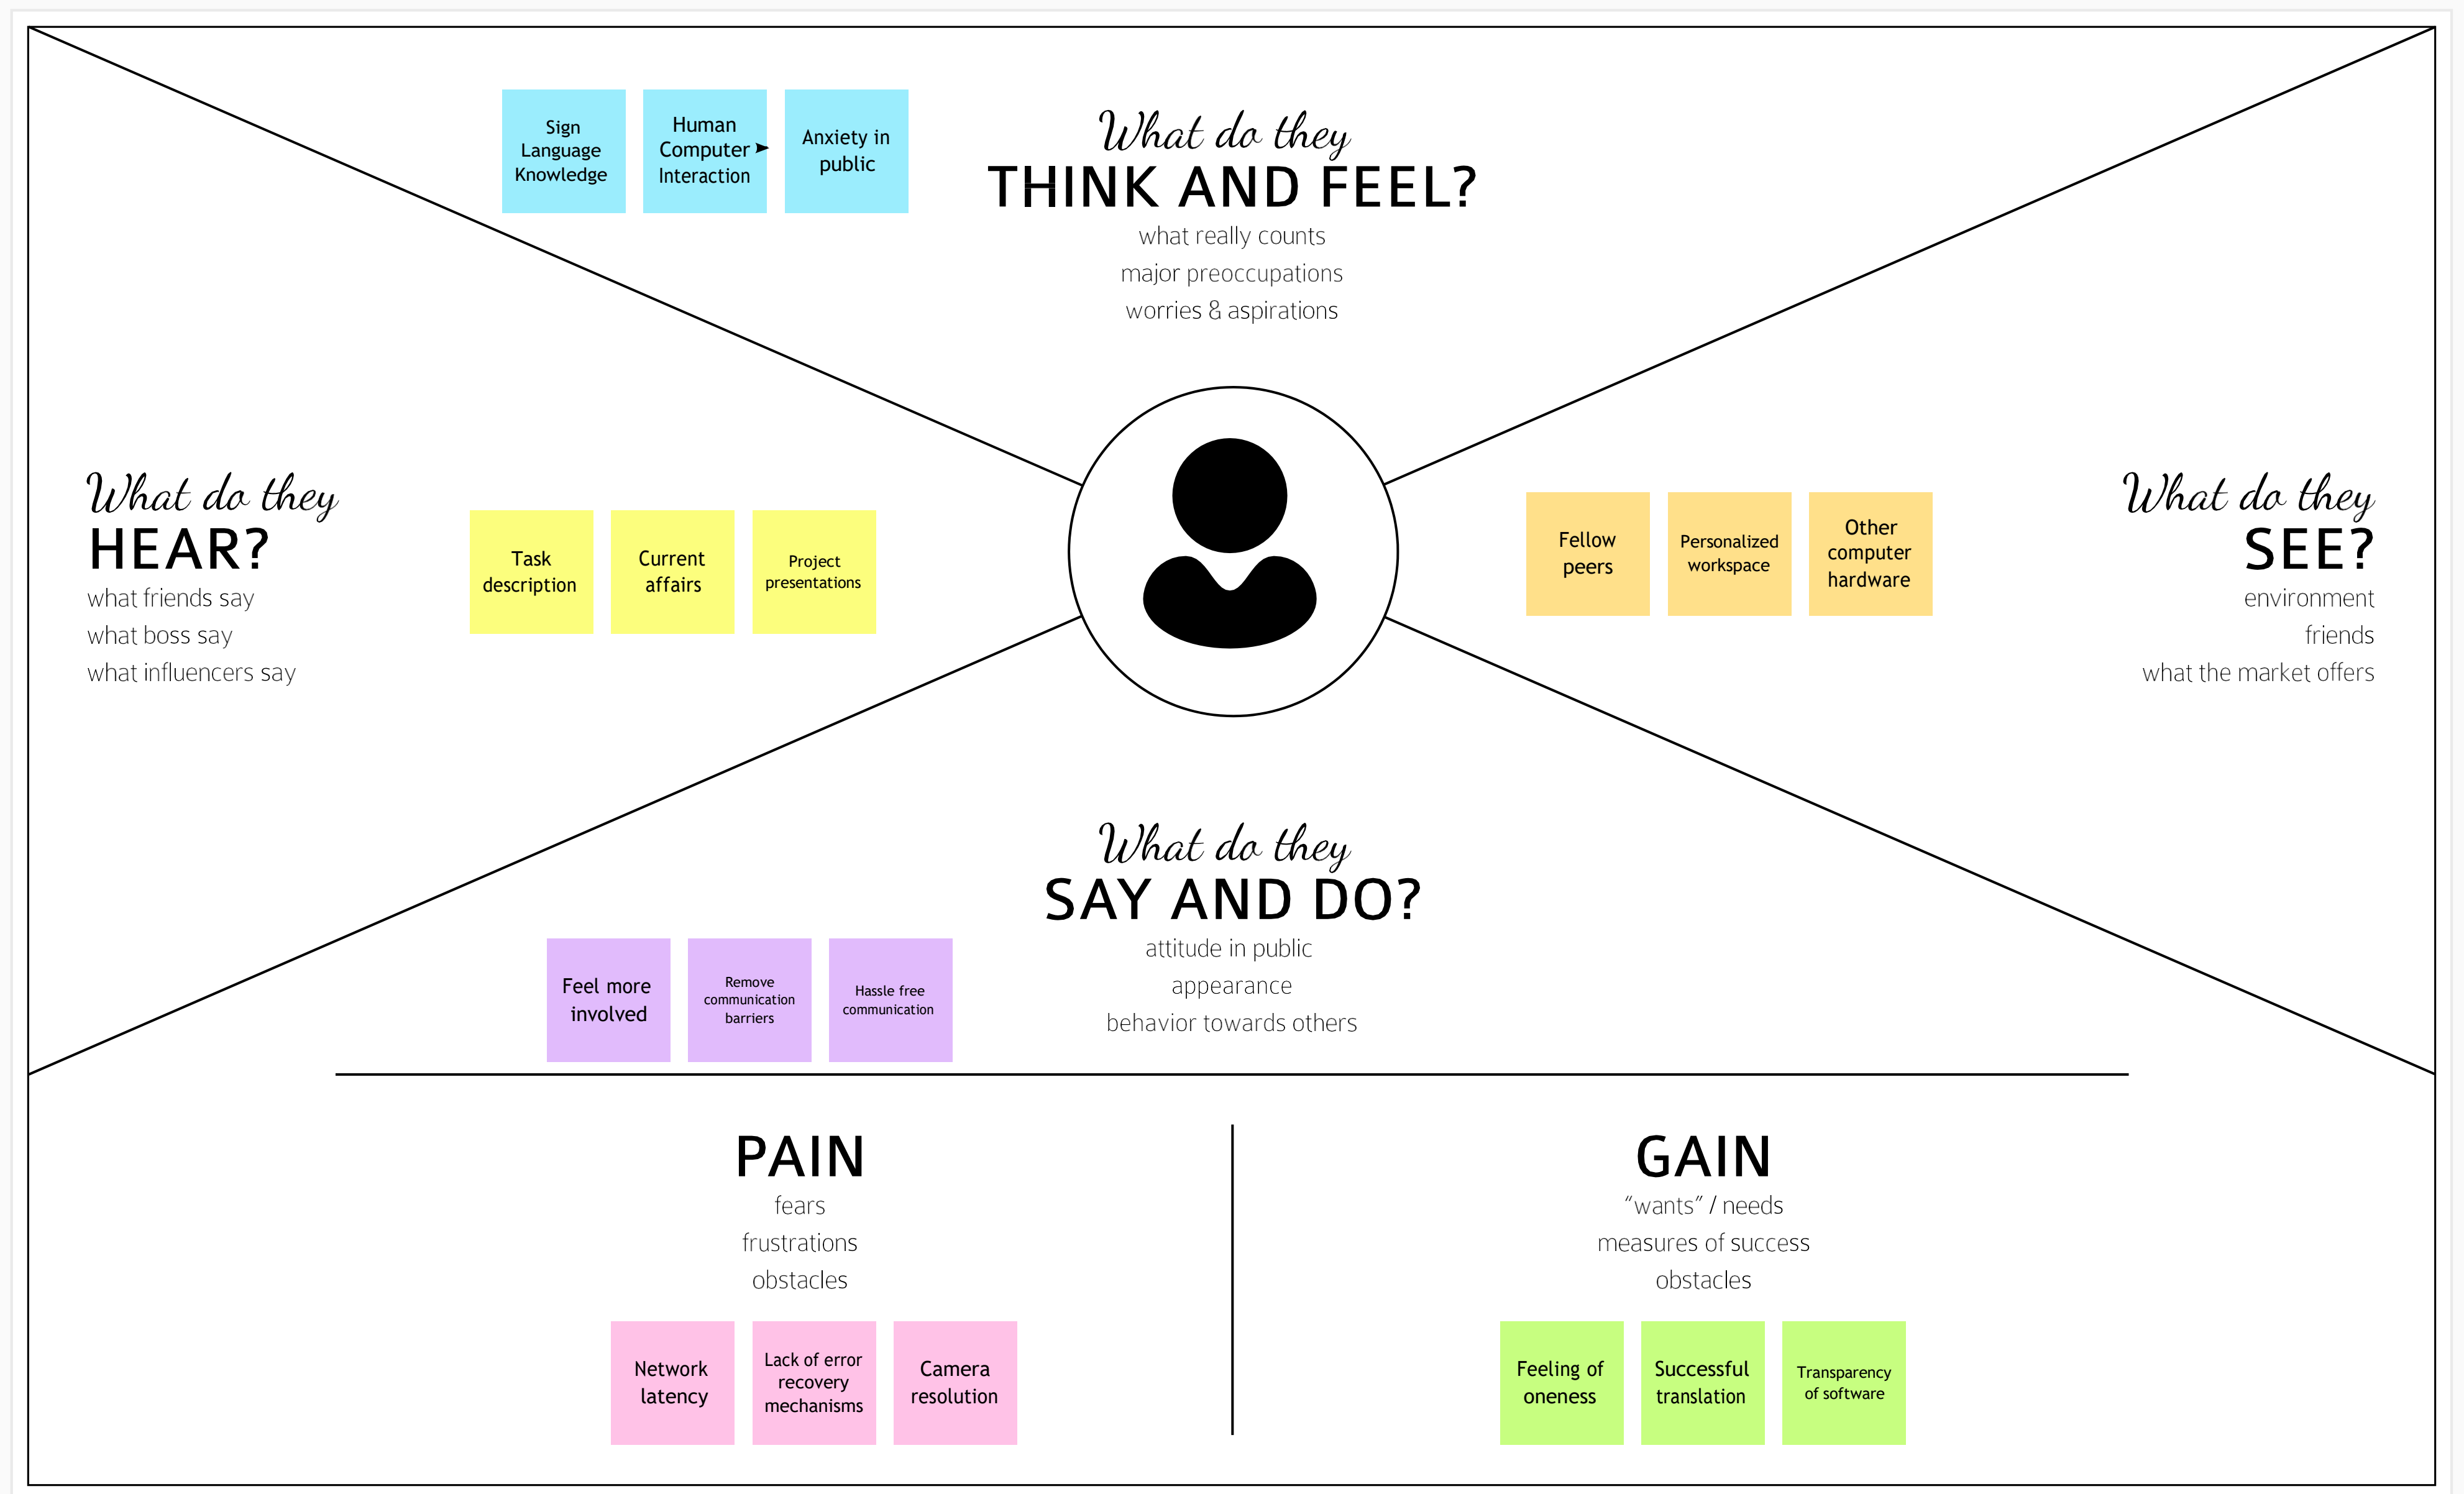 Sign
Language
Knowledge
Human
Computer
Interaction
Anxiety in
public
What do they
THINK AND FEEL?
what really counts
major preoccupations
worries & aspirations
What do they
HEAR?
what friends say
what boss say
what influencers say
Task
description
Current
affairs
Project
presentations
Fellow
peers
Personalized
workspace
Other
computer
hardware
What do they
SEE?
environment
friends
what the market offers
What do they
SAY AND DO?
attitude in public
appearance
behavior towards others
Feel more
involved
Remove
communication
barriers
Hassle free
communication
PAIN
fears
frustrations
obstacles
Network
latency
Lack of error
recovery
mechanisms
Camera
resolution
GAIN
“wants” / needs
measures of success
obstacles
Feeling of
oneness
Successful
translation
Transparency
of software